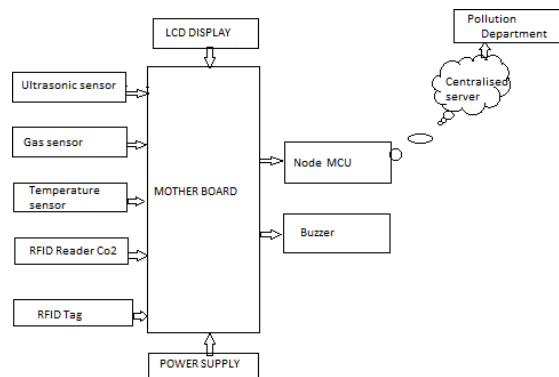 LCD DISPLAY
Pollution
Department
Ultrasonic sensor
Centralised
server
Gas sensor
Node MCU
MOTHER BOARD
Temperature
sensor
Buzzer
RFID Reader Co2
RFID Tag
POWER SUPPLY